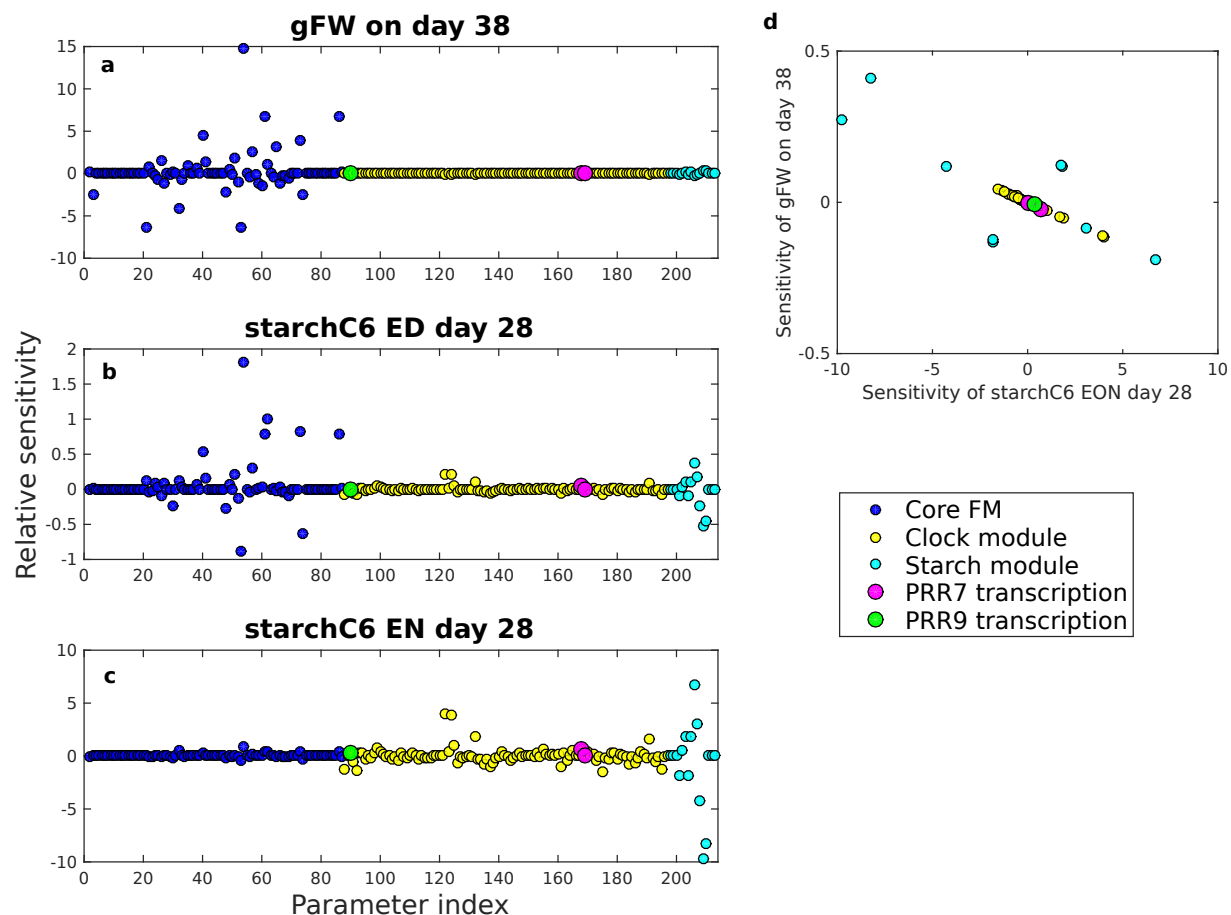 gFW on day 38
a
15
10
5
0
-5
-10
0 20 40 60 80 100 120 140 160 180 200
starchC6 ED day 28
b
2
1.5
1
0.5
0
-0.5
-1
0 20 40 60 80 100 120 140 160 180 200
Relative sensitivity
starchC6 EN day 28
c
10
5
0
-5
-10
0 20 40 60 80 100 120 140 160 180 200
Parameter index
d
Sensitivity of gFW on day 38
0.5
0
-0.5
-10 -5 0 5 10
Sensitivity of starchC6 EON day 28
Core FM
Clock module
Starch module
PRR7 transcription
PRR9 transcription